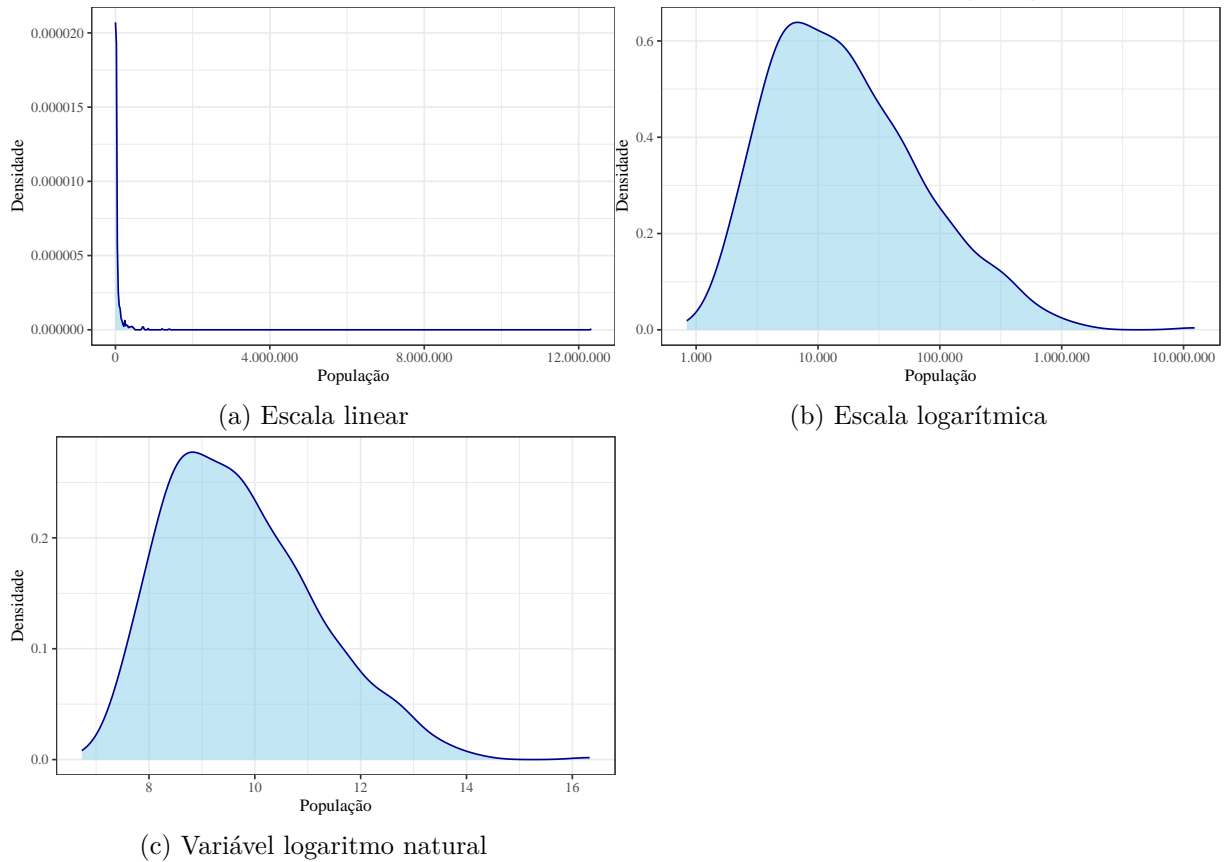 Densidade
0.000020
0.000015
0.000010
0.000005
0.000000
0
4.000.000
8.000.000
12.000.000
População
(a) Escala linear
Densidade
0.6
0.4
0.2
0.0
1.000
10.000
100.000
1.000.000
10.000.000
População
(b) Escala logarítmica
Densidade
0.2
0.1
0.0
8
10
12
14
16
População
(c) Variável logaritmo natural